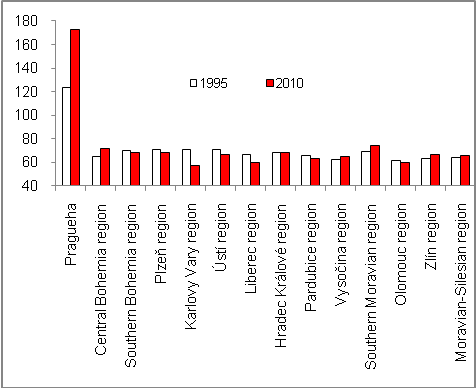 180
160
140
120
100
80
60
40
1995
2010
Pragueha
Central Bohemia region
Southern Bohemia region
Plzeň region
Karlovy Vary region
Ústí region
Liberec region
Hradec Králové region
Pardubice region
Vysočina region
Southern Moravian region
Olomouc region
Zlín region
Moravian-Silesian region